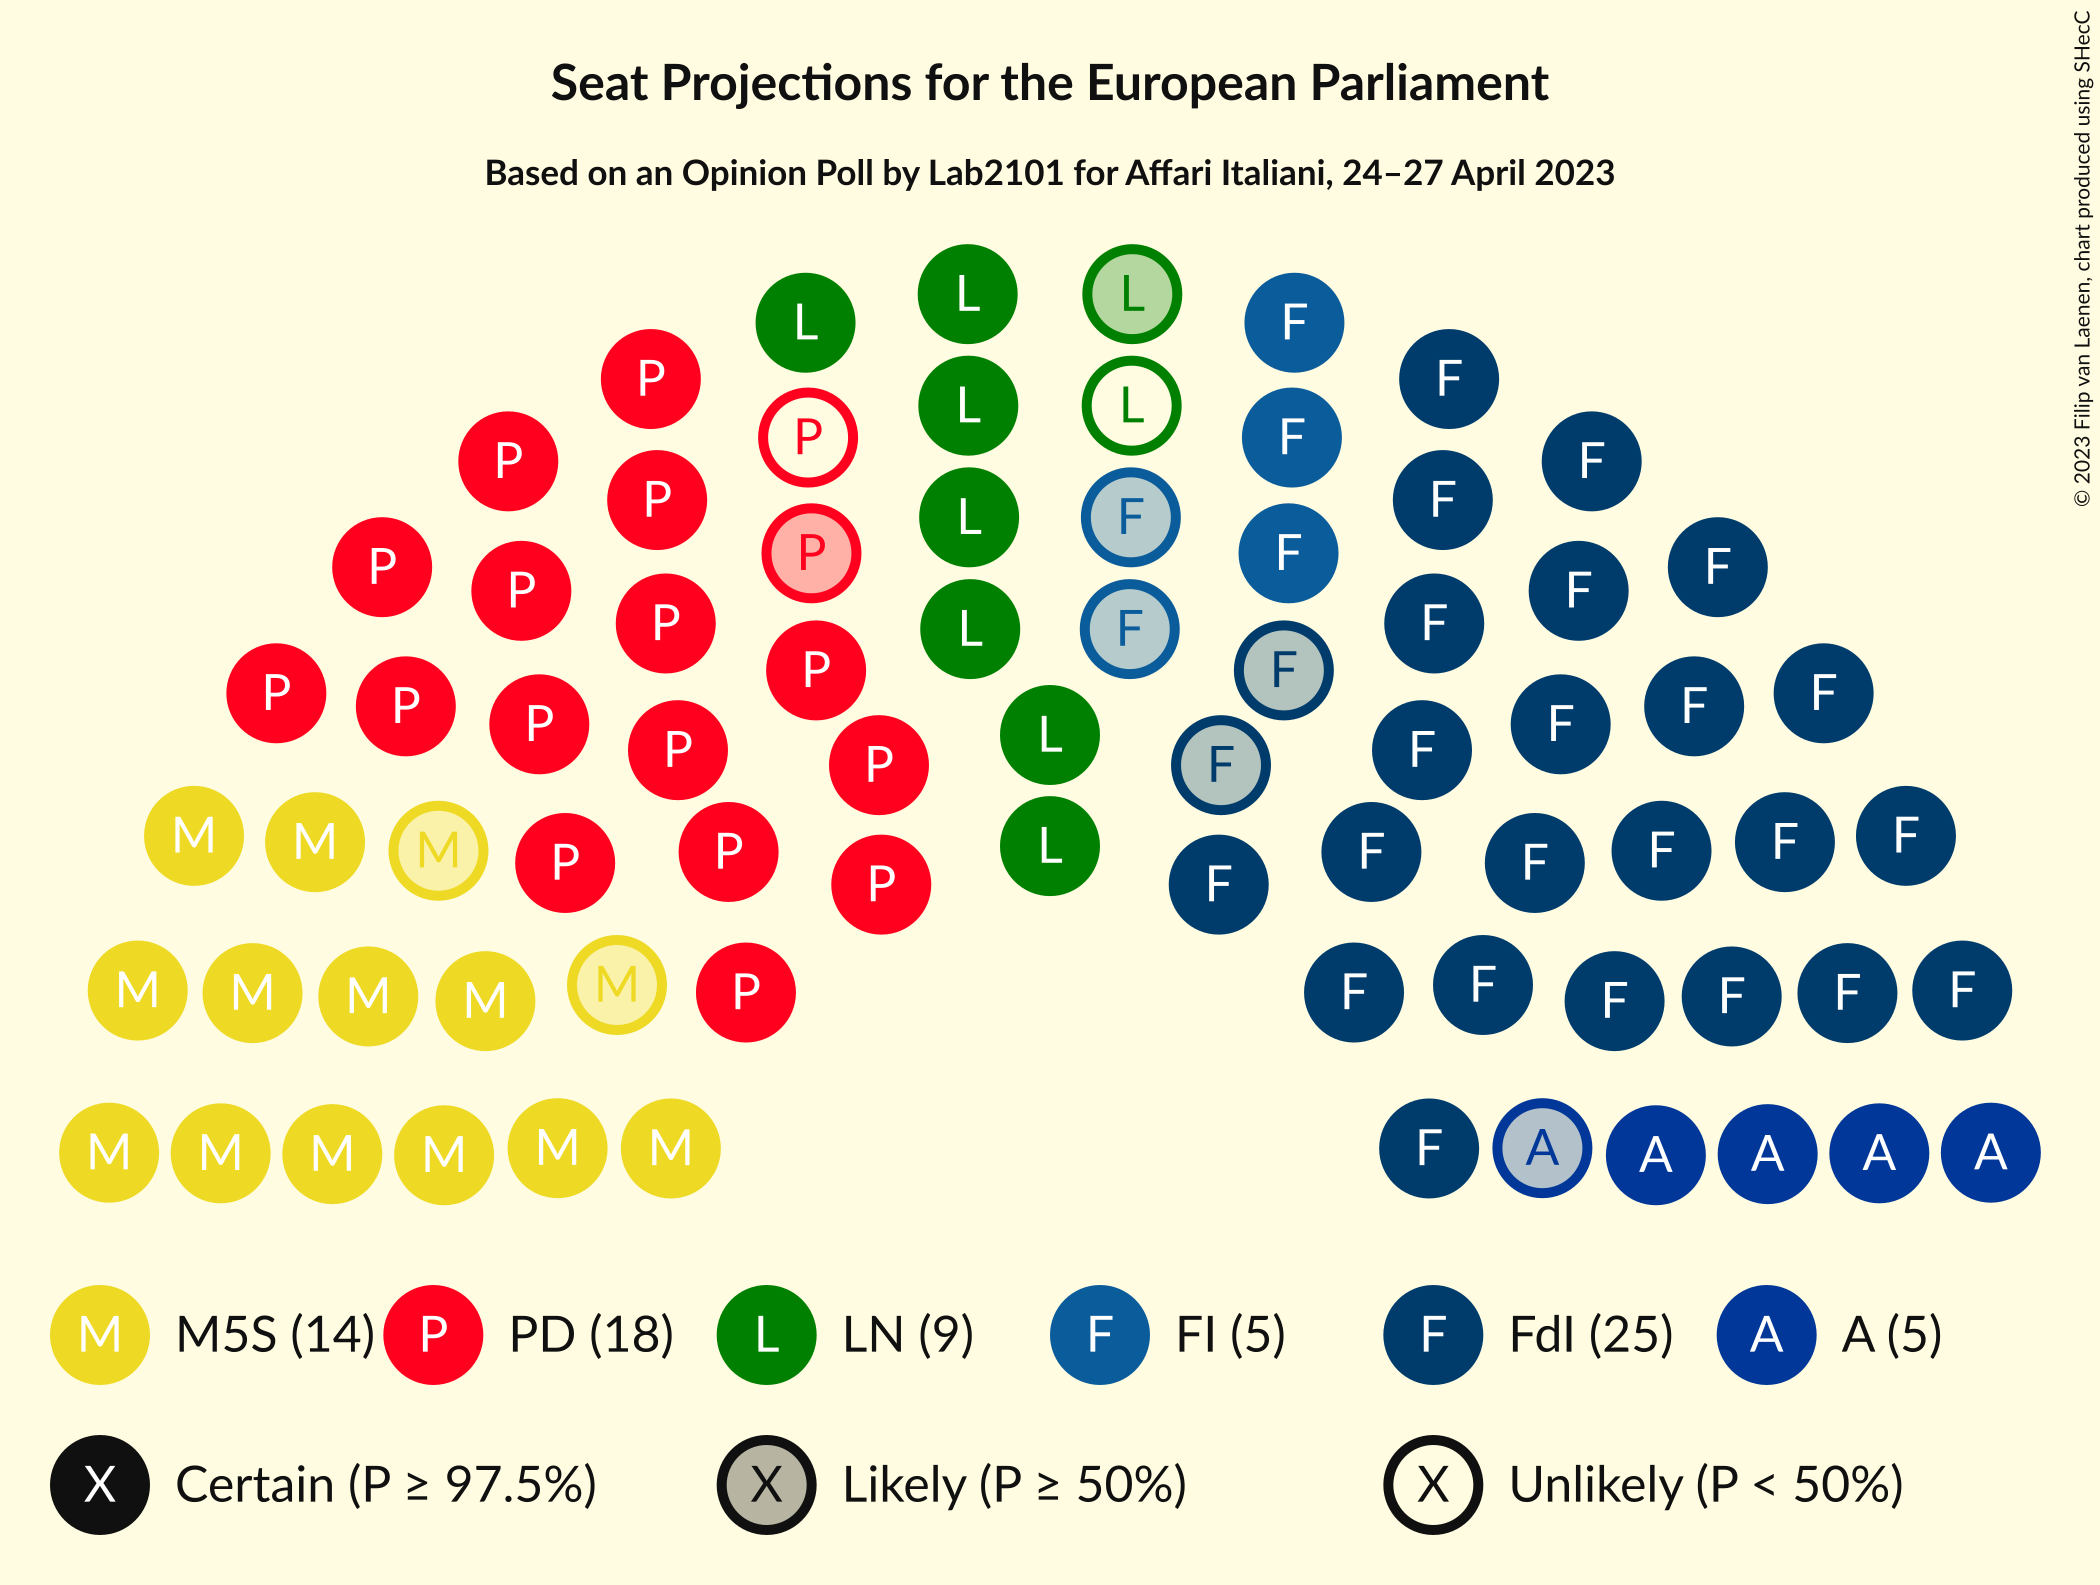 Seat Projections for the European Parliament
Based on an Opinion Poll by Lab2101 for Affari Italiani, 24–27 April 2023
© 2023 Filip van Laenen, chart produced using SHecC
L L
L L F
P F
L L
P P F F
P F
P P L F F F
P P F F
P P F F
P P L F F F
P P F F
P P P F F F
P P L F F F
M M M P P F F F F F
P L F
M M M M M P F F F F F F
M M M M M M F A A A A A
M M5S (14) P PD (18) L LN (9) F FI (5) F FdI (25) A A (5)
X Certain (P ≥ 97.5%) X Likely (P ≥ 50%) X Unlikely (P < 50%)